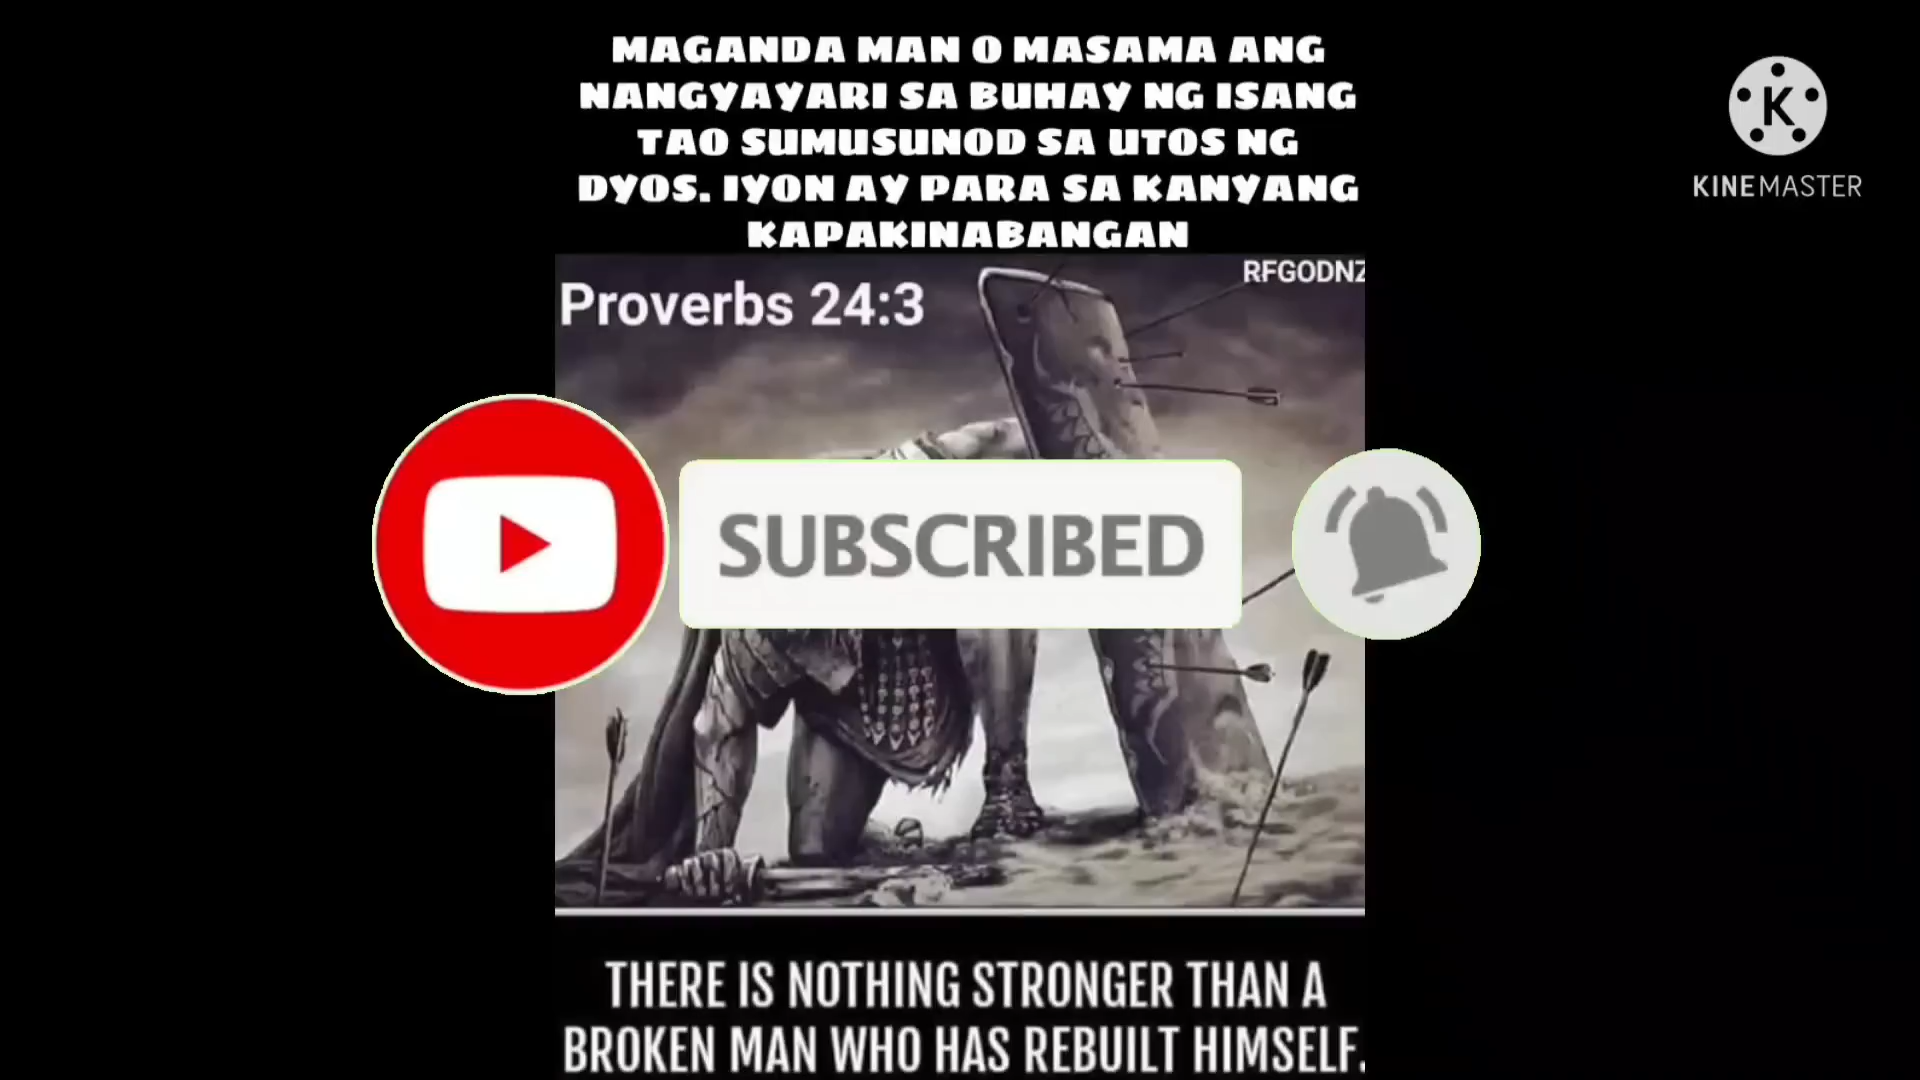 MAGANDA MAN O MASAMA ANG
NANGYAYARI SA BUHAY NG ISANG
TAO SUMUSUNOD SA UTOS NG
DYOS. IYON AY PARA SA KANYANG
KAPAKINABANGAN
K
KINEMASTER
RFGODNZ
Proverbs 24:3
SUBSCRIBED
THERE IS NOTHING STRONGER THAN A
BROKEN MAN WHO HAS REBUILT HIMSELF.